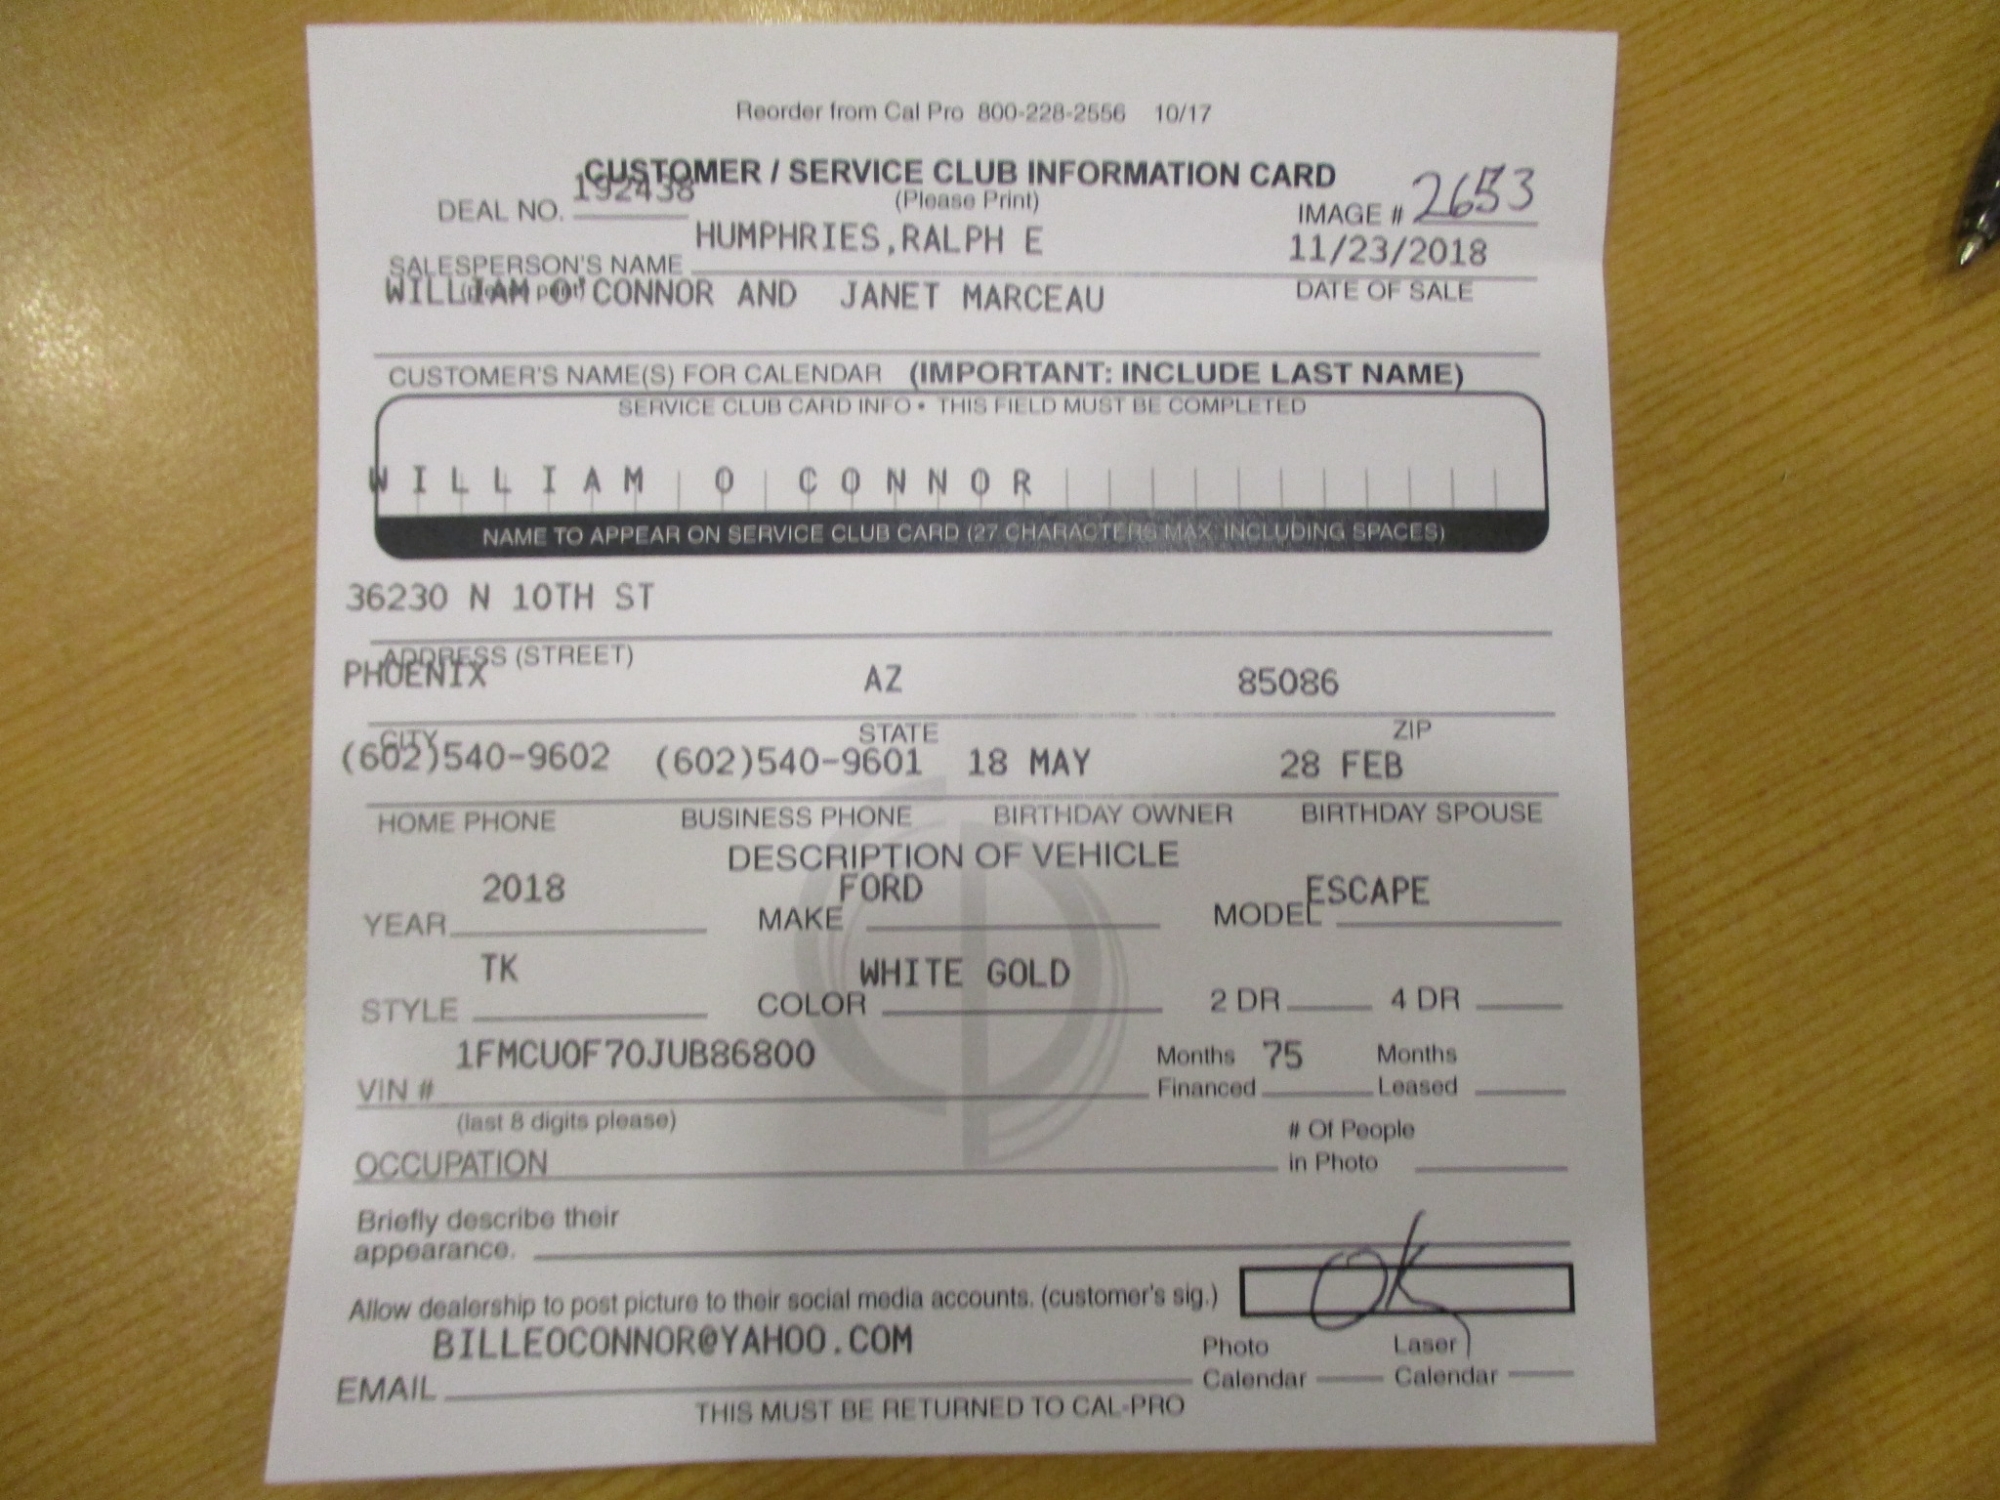 Reorder from Cal Pro 800-228-2556 10/17
CUSTOMER / SERVICE CLUB INFORMATION CARD
(Please Print)
DEAL NO. 192438
IMAGE # 2653
SALESPERSON'S NAME HUMPHRIES,RALPH E
(please print)
11/23/2018
DATE OF SALE
WILLIAM O'CONNOR AND JANET MARCEAU
CUSTOMER'S NAME(S) FOR CALENDAR (IMPORTANT: INCLUDE LAST NAME)
SERVICE CLUB CARD INFO • THIS FIELD MUST BE COMPLETED
WILLIAM O CONNOR
NAME TO APPEAR ON SERVICE CLUB CARD (27 CHARACTERS MAX. INCLUDING SPACES)
36230 N 10TH ST
ADDRESS (STREET)
PHOENIX AZ 85086
CITY STATE ZIP
(602)540-9602 (602)540-9601 18 MAY 28 FEB
HOME PHONE BUSINESS PHONE BIRTHDAY OWNER BIRTHDAY SPOUSE
DESCRIPTION OF VEHICLE
YEAR 2018 MAKE FORD MODEL ESCAPE
STYLE TK COLOR WHITE GOLD 2 DR 4 DR
VIN # 1FMCU0F70JUB86800 Months Financed 75 Months Leased
(last 8 digits please)
OCCUPATION # Of People in Photo
Briefly describe their
appearance.
Allow dealership to post picture to their social media accounts. (customer's sig.) OK
EMAIL BILLEOCONNOR@YAHOO.COM Photo Calendar Laser Calendar
THIS MUST BE RETURNED TO CAL-PRO